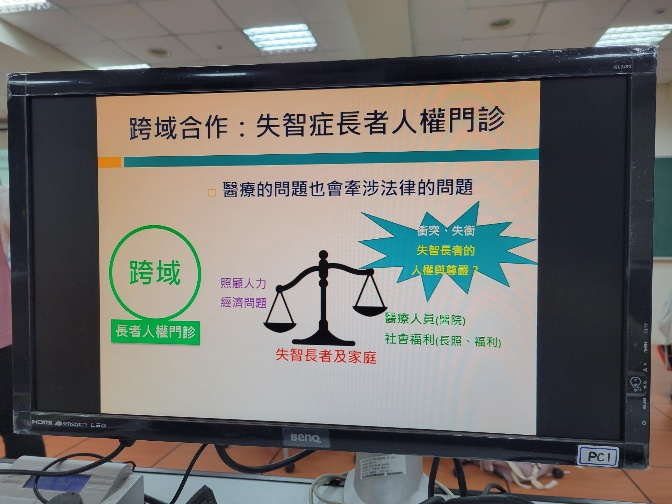 跨域合作：失智症長者人權門診
醫療的問題也會牽涉法律的問題
跨域
長者人權門診
照顧人力
經濟問題
失智長者及家庭
衝突、失衡
失智長者的
人權與尊嚴？
醫療人員(醫院)
社會福利(長照、福利)
HDMI
LED
BenQ
PC1